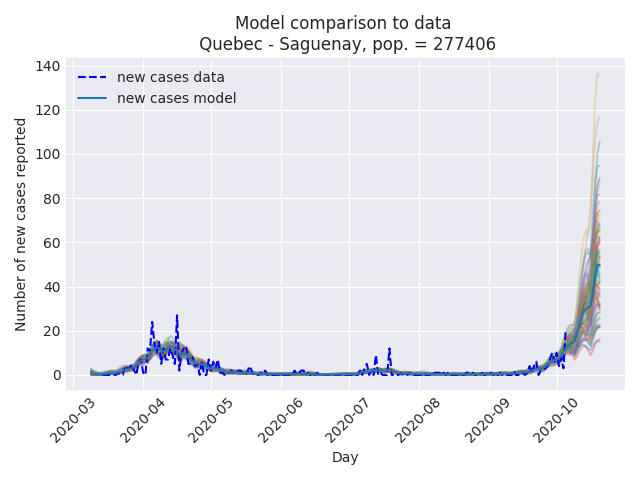 Model comparison to data
Quebec - Saguenay, pop. = 277406
new cases data
new cases model
Number of new cases reported
140
120
100
80
60
40
20
0
2020-03
2020-04
2020-05
2020-06
2020-07
2020-08
2020-09
2020-10
Day